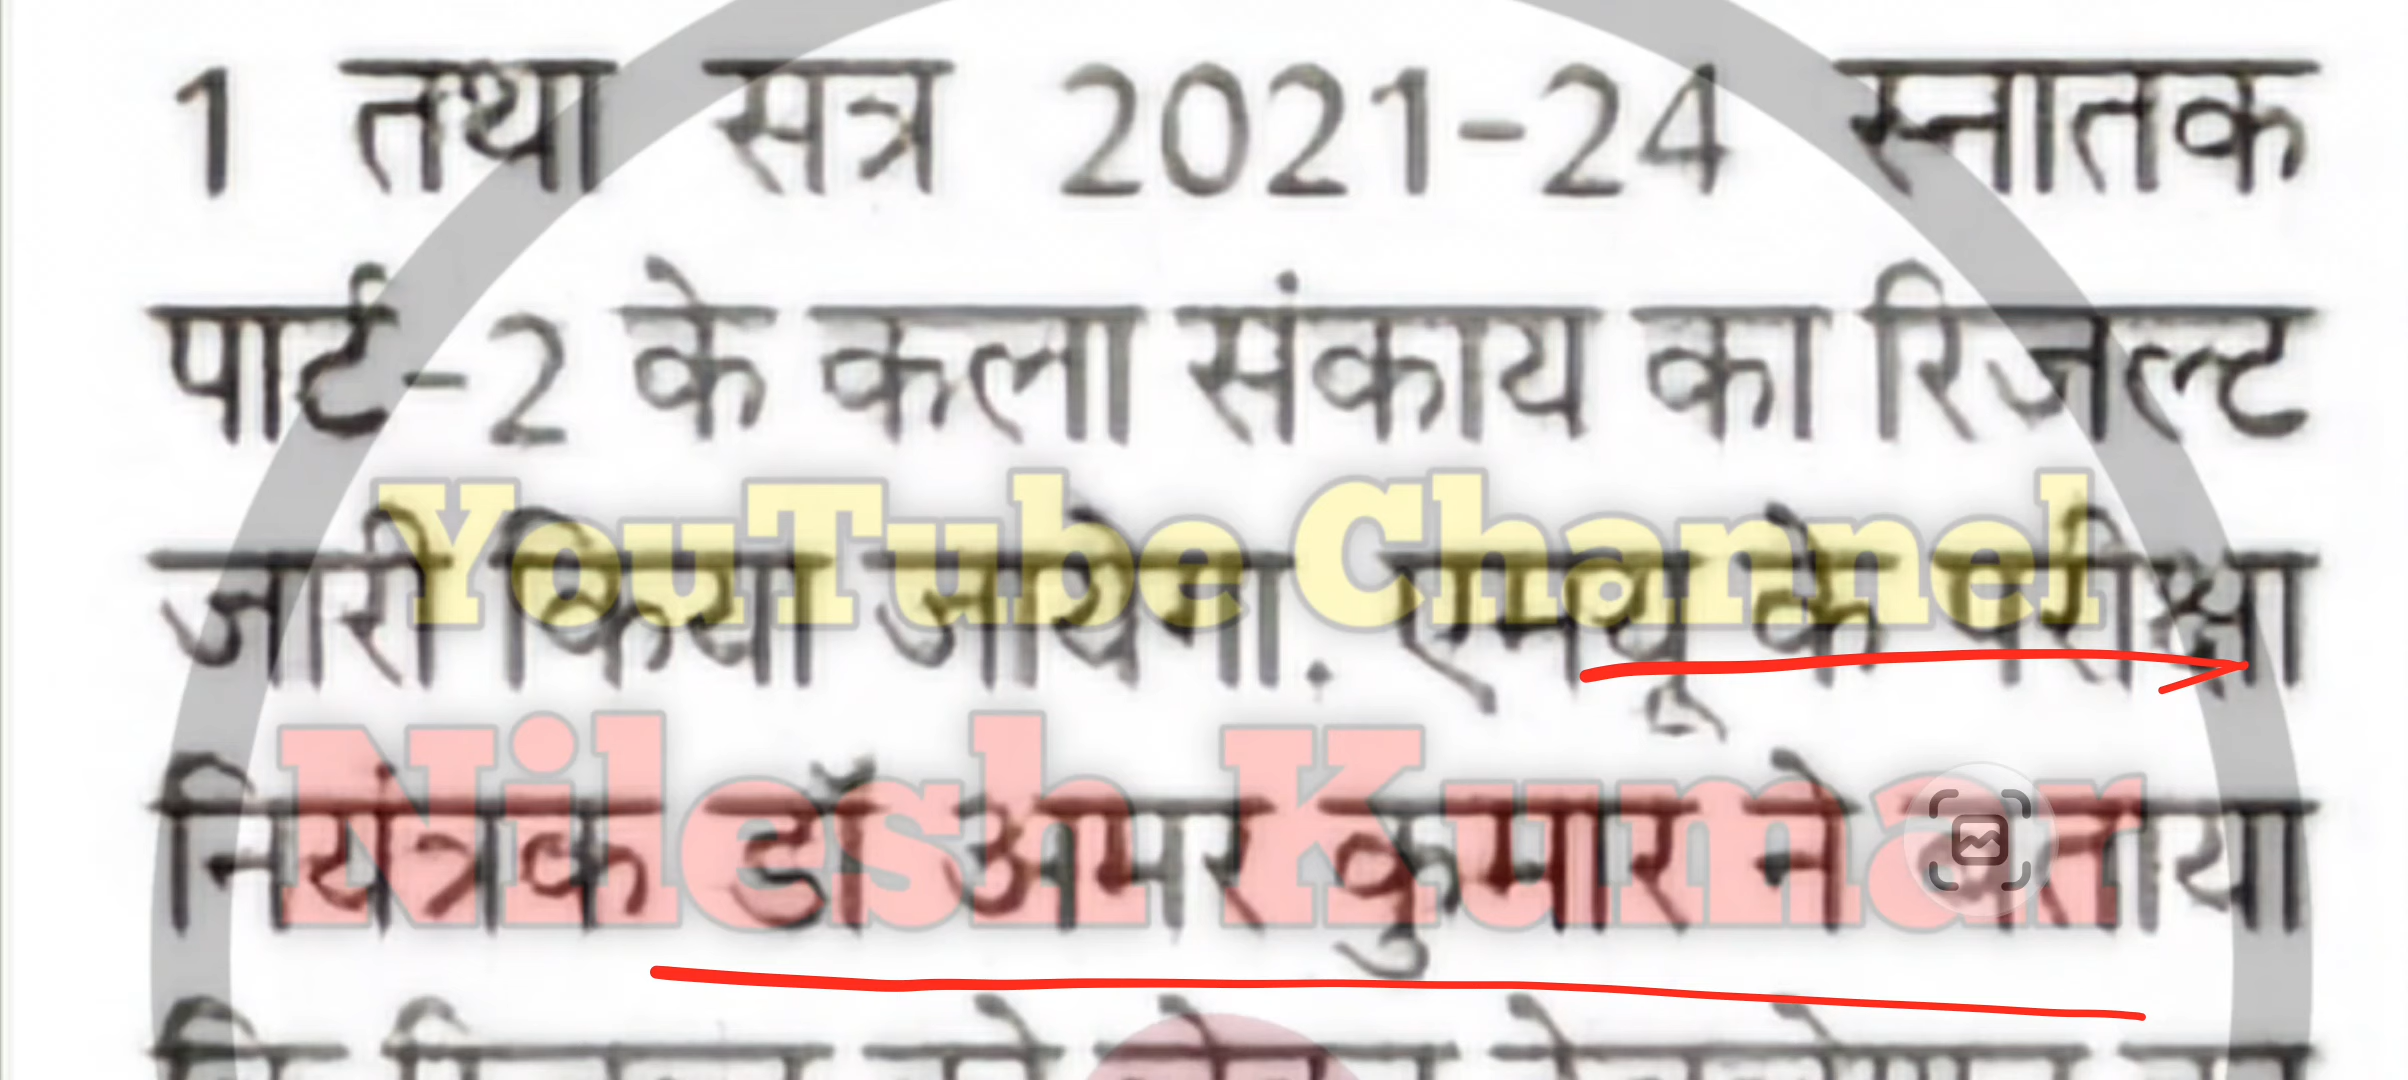 1 तथा सत्र 2021-24 स्नातक
पार्ट-2 के कला संकाय का रिजल्ट
जारी किया जायेगा. एमयू के परीक्षा
YouTube Channel
नियंत्रक डॉ अमर कुमार ने बताया
Nilesh Kumar